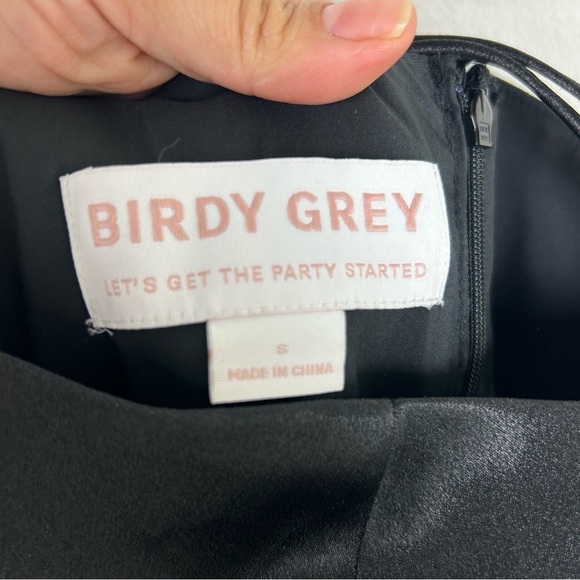 BIRDY GREY
LET'S GET THE PARTY STARTED
S
MADE IN CHINA